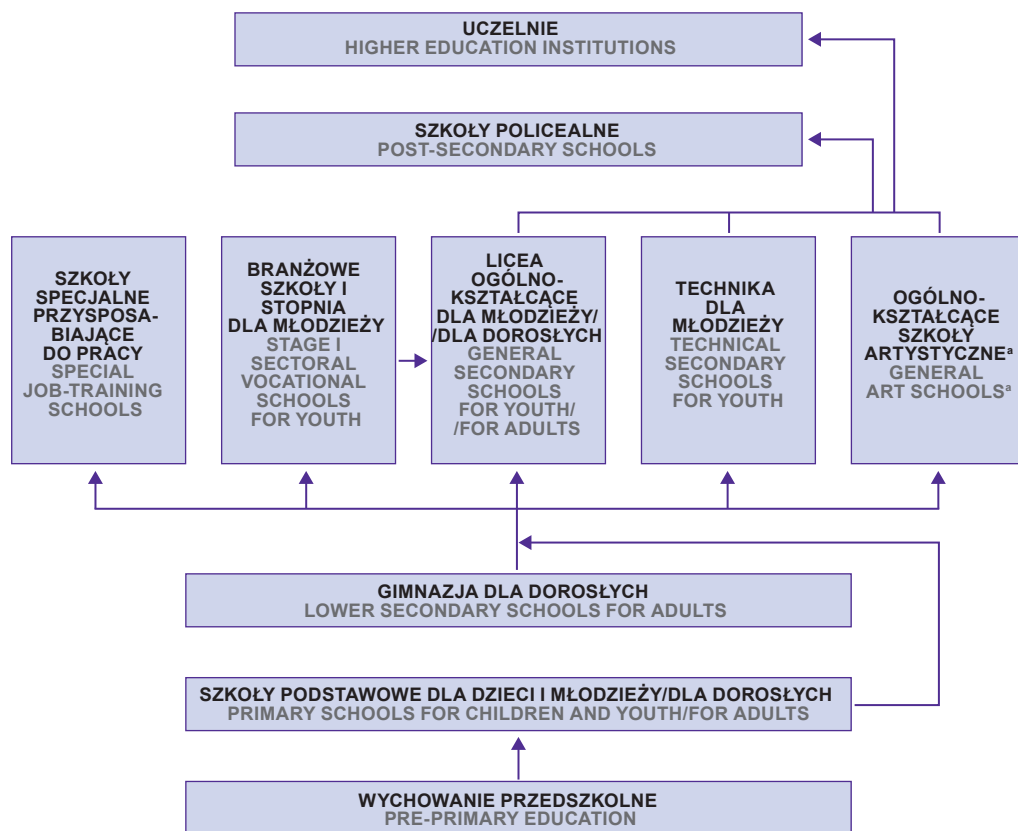 UCZELNIE
HIGHER EDUCATION INSTITUTIONS
SZKOŁY POLICEALNE
POST-SECONDARY SCHOOLS
SZKOŁY
SPECJALNE
PRZYSPOSA-
BIAJĄCE
DO PRACY
SPECIAL
JOB-TRAINING
SCHOOLS
BRANŻOWE
SZKOŁY I
STOPNIA
DLA MŁODZIEŻY
STAGE I
SECTORAL
VOCATIONAL
SCHOOLS
FOR YOUTH
LICEA
OGÓLNO-
KSZTAŁCĄCE
DLA MŁODZIEŻY/
/DLA DOROSŁYCH
GENERAL
SECONDARY
SCHOOLS
FOR YOUTH/
/FOR ADULTS
TECHNIKA
DLA
MŁODZIEŻY
TECHNICAL
SECONDARY
SCHOOLS
FOR YOUTH
OGÓLNO-
KSZTAŁCĄCE
SZKOŁY
ARTYSTYCZNEª
GENERAL
ART SCHOOLSª
GIMNAZJA DLA DOROSŁYCH
LOWER SECONDARY SCHOOLS FOR ADULTS
SZKOŁY PODSTAWOWE DLA DZIECI I MŁODZIEŻY/DLA DOROSŁYCH
PRIMARY SCHOOLS FOR CHILDREN AND YOUTH/FOR ADULTS
WYCHOWANIE PRZEDSZKOLNE
PRE-PRIMARY EDUCATION